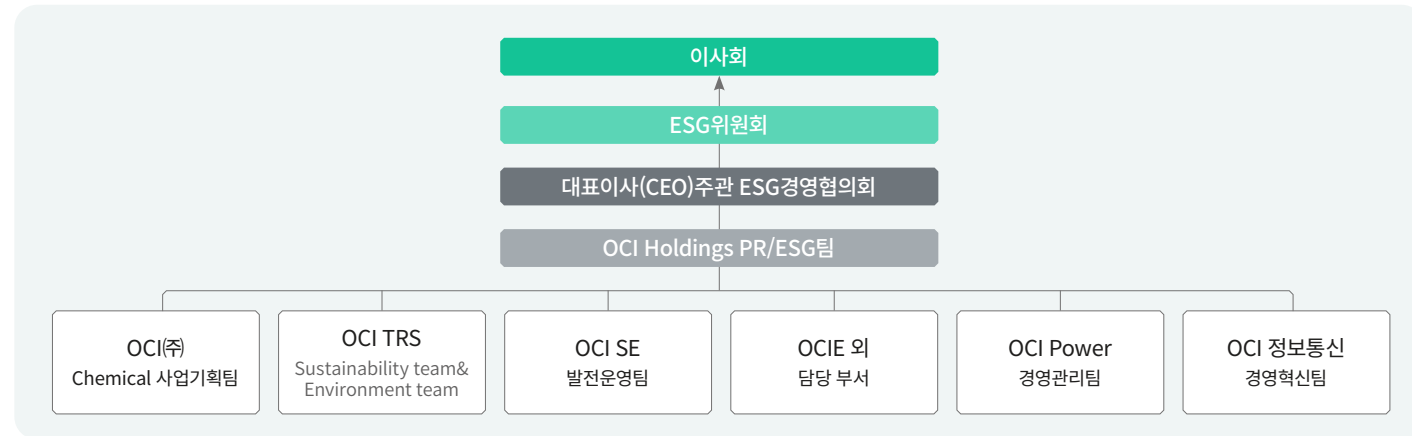 이사회
ESG위원회
대표이사(CEO)주관 ESG경영협의회
OCI Holdings PR/ESG팀
OCI㈜
Chemical 사업기획팀
OCI TRS
Sustainability team&
Environment team
OCI SE
발전운영팀
OCIE 외
담당 부서
OCI Power
경영관리팀
OCI 정보통신
경영혁신팀